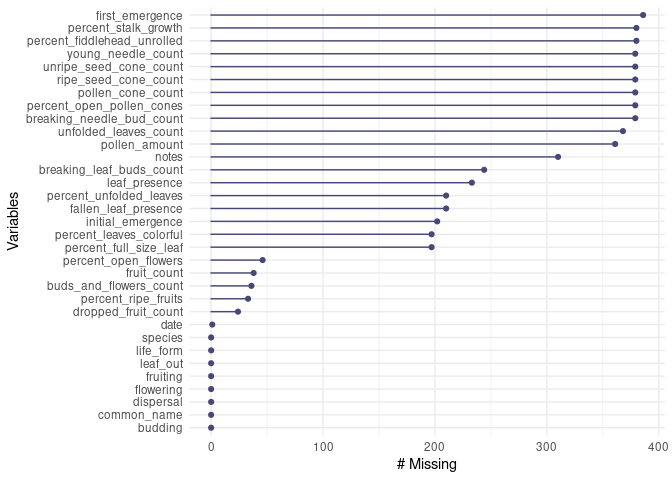 first_emergence
percent_stalk_growth
percent_fiddlehead_unrolled
young_needle_count
unripe_seed_cone_count
ripe_seed_cone_count
pollen_cone_count
percent_open_pollen_cones
breaking_needle_bud_count
unfolded_leaves_count
pollen_amount
notes
breaking_leaf_buds_count
leaf_presence
percent_unfolded_leaves
fallen_leaf_presence
initial_emergence
percent_leaves_colorful
percent_full_size_leaf
percent_open_flowers
fruit_count
buds_and_flowers_count
percent_ripe_fruits
dropped_fruit_count
date
species
life_form
leaf_out
fruiting
flowering
dispersal
common_name
budding
Variables
0 100 200 300 400
# Missing